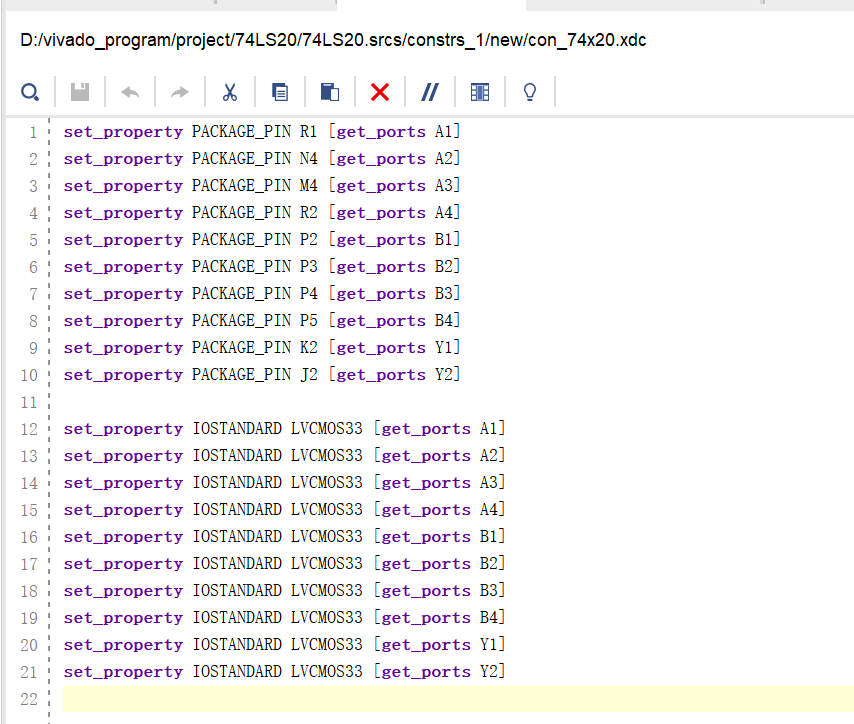 D:/vivado_program/project/74LS20/74LS20.srcs/constrs_1/new/con_74x20.xdc
1 set_property PACKAGE_PIN R1 [get_ports A1]
2 set_property PACKAGE_PIN N4 [get_ports A2]
3 set_property PACKAGE_PIN M4 [get_ports A3]
4 set_property PACKAGE_PIN R2 [get_ports A4]
5 set_property PACKAGE_PIN P2 [get_ports B1]
6 set_property PACKAGE_PIN P3 [get_ports B2]
7 set_property PACKAGE_PIN P4 [get_ports B3]
8 set_property PACKAGE_PIN P5 [get_ports B4]
9 set_property PACKAGE_PIN K2 [get_ports Y1]
10 set_property PACKAGE_PIN J2 [get_ports Y2]
11
12 set_property IOSTANDARD LVCMOS33 [get_ports A1]
13 set_property IOSTANDARD LVCMOS33 [get_ports A2]
14 set_property IOSTANDARD LVCMOS33 [get_ports A3]
15 set_property IOSTANDARD LVCMOS33 [get_ports A4]
16 set_property IOSTANDARD LVCMOS33 [get_ports B1]
17 set_property IOSTANDARD LVCMOS33 [get_ports B2]
18 set_property IOSTANDARD LVCMOS33 [get_ports B3]
19 set_property IOSTANDARD LVCMOS33 [get_ports B4]
20 set_property IOSTANDARD LVCMOS33 [get_ports Y1]
21 set_property IOSTANDARD LVCMOS33 [get_ports Y2]
22